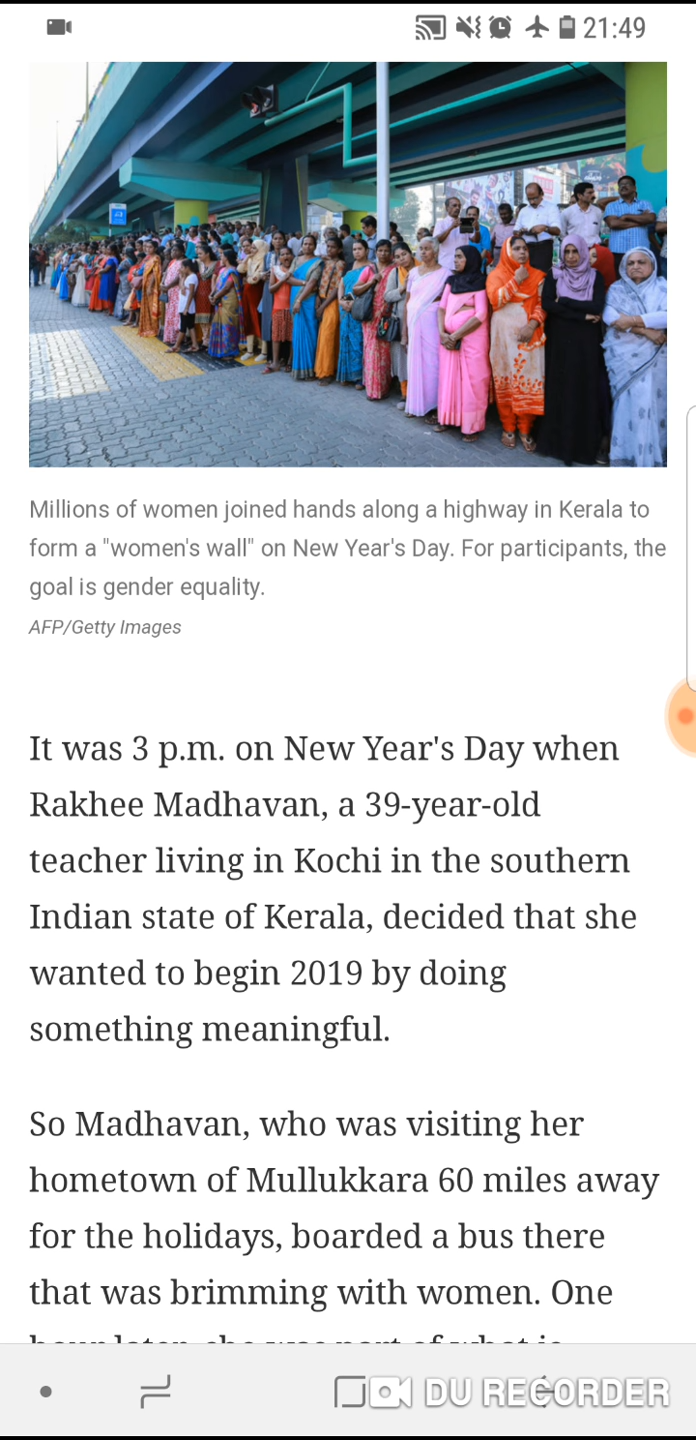 21:49
Millions of women joined hands along a highway in Kerala to
form a "women's wall" on New Year's Day. For participants, the
goal is gender equality.
AFP/Getty Images
It was 3 p.m. on New Year's Day when
Rakhee Madhavan, a 39-year-old
teacher living in Kochi in the southern
Indian state of Kerala, decided that she
wanted to begin 2019 by doing
something meaningful.
So Madhavan, who was visiting her
hometown of Mullukkara 60 miles away
for the holidays, boarded a bus there
that was brimming with women. One
DU RECORDER